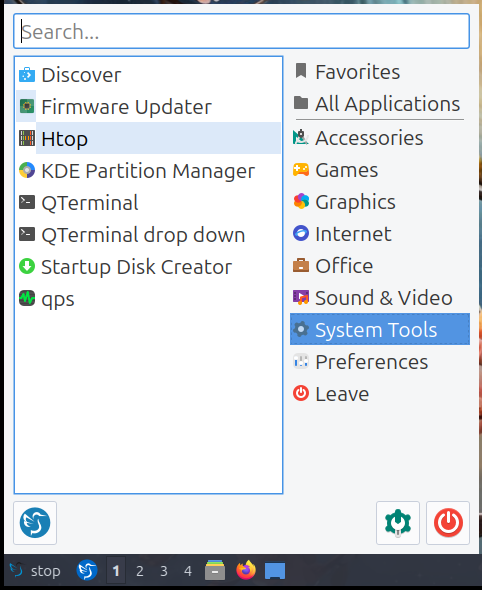 Search...
Discover
Firmware Updater
Htop
KDE Partition Manager
QTerminal
QTerminal drop down
Startup Disk Creator
qps
Favorites
All Applications
Accessories
Games
Graphics
Internet
Office
Sound & Video
System Tools
Preferences
Leave
stop 1 2 3 4